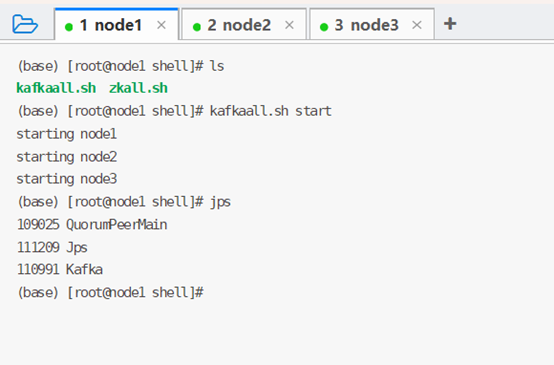 1 node1 × 2 node2 × 3 node3 × +
(base) [root@node1 shell]# ls
kafkaall.sh zkall.sh
(base) [root@node1 shell]# kafkaall.sh start
starting node1
starting node2
starting node3
(base) [root@node1 shell]# jps
109025 QuorumPeerMain
111209 Jps
110991 Kafka
(base) [root@node1 shell]#